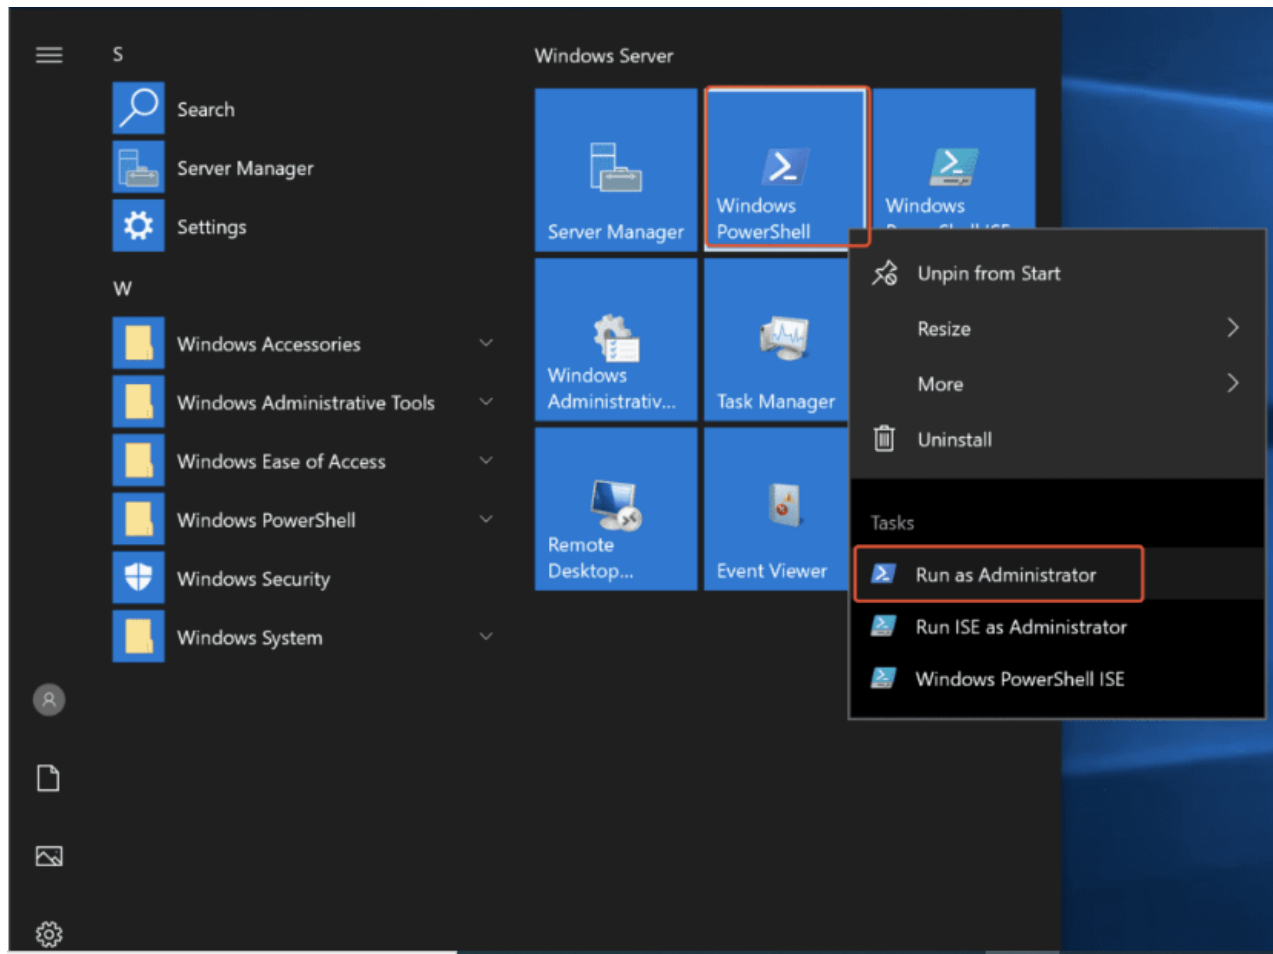 S
Search
Server Manager
Settings
W
Windows Accessories
Windows Administrative Tools
Windows Ease of Access
Windows PowerShell
Windows Security
Windows System
Windows Server
Server Manager
Windows
PowerShell
Windows
Windows
Administrativ...
Task Manager
Remote
Desktop...
Event Viewer
Unpin from Start
Resize
More
Uninstall
Tasks
Run as Administrator
Run ISE as Administrator
Windows PowerShell ISE